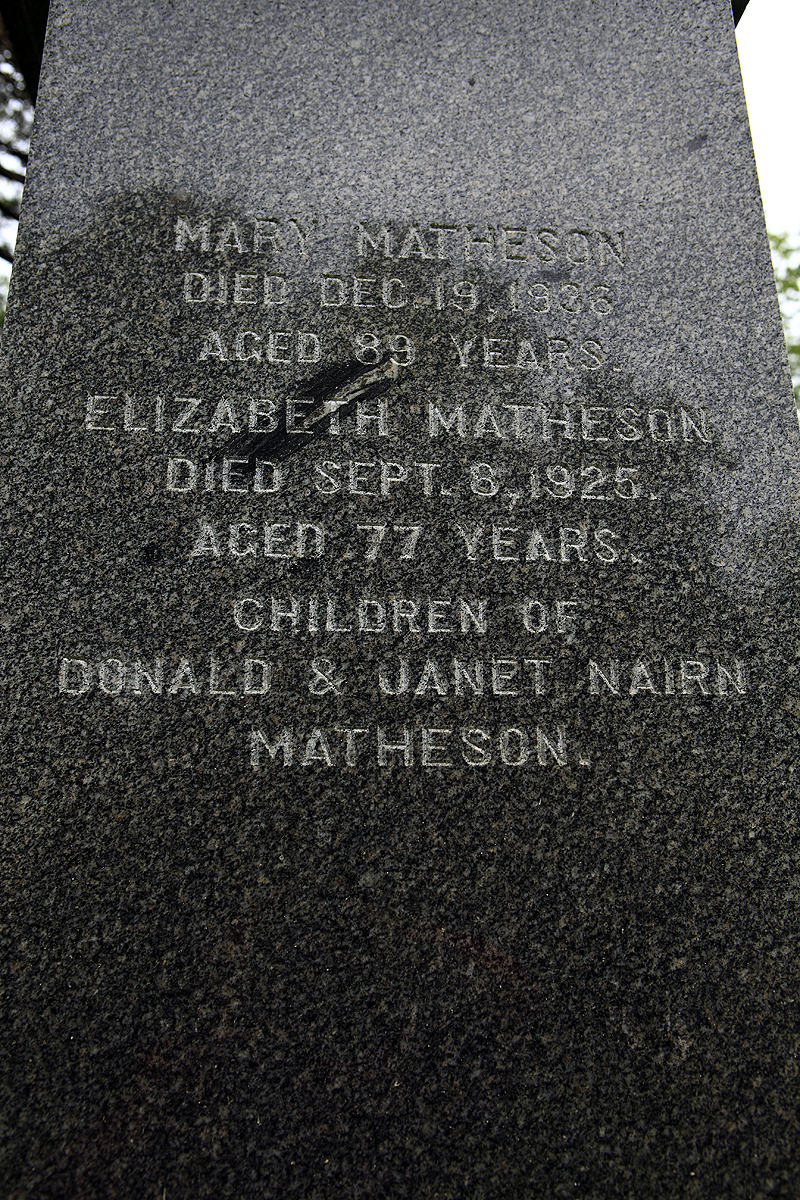 MARY MATHESON
DIED DEC. 19, 1936
AGED 89 YEARS.
ELIZABETH MATHESON
DIED SEPT. 8, 1925.
AGED 77 YEARS.
CHILDREN OF
DONALD & JANET NAIRN
MATHESON.